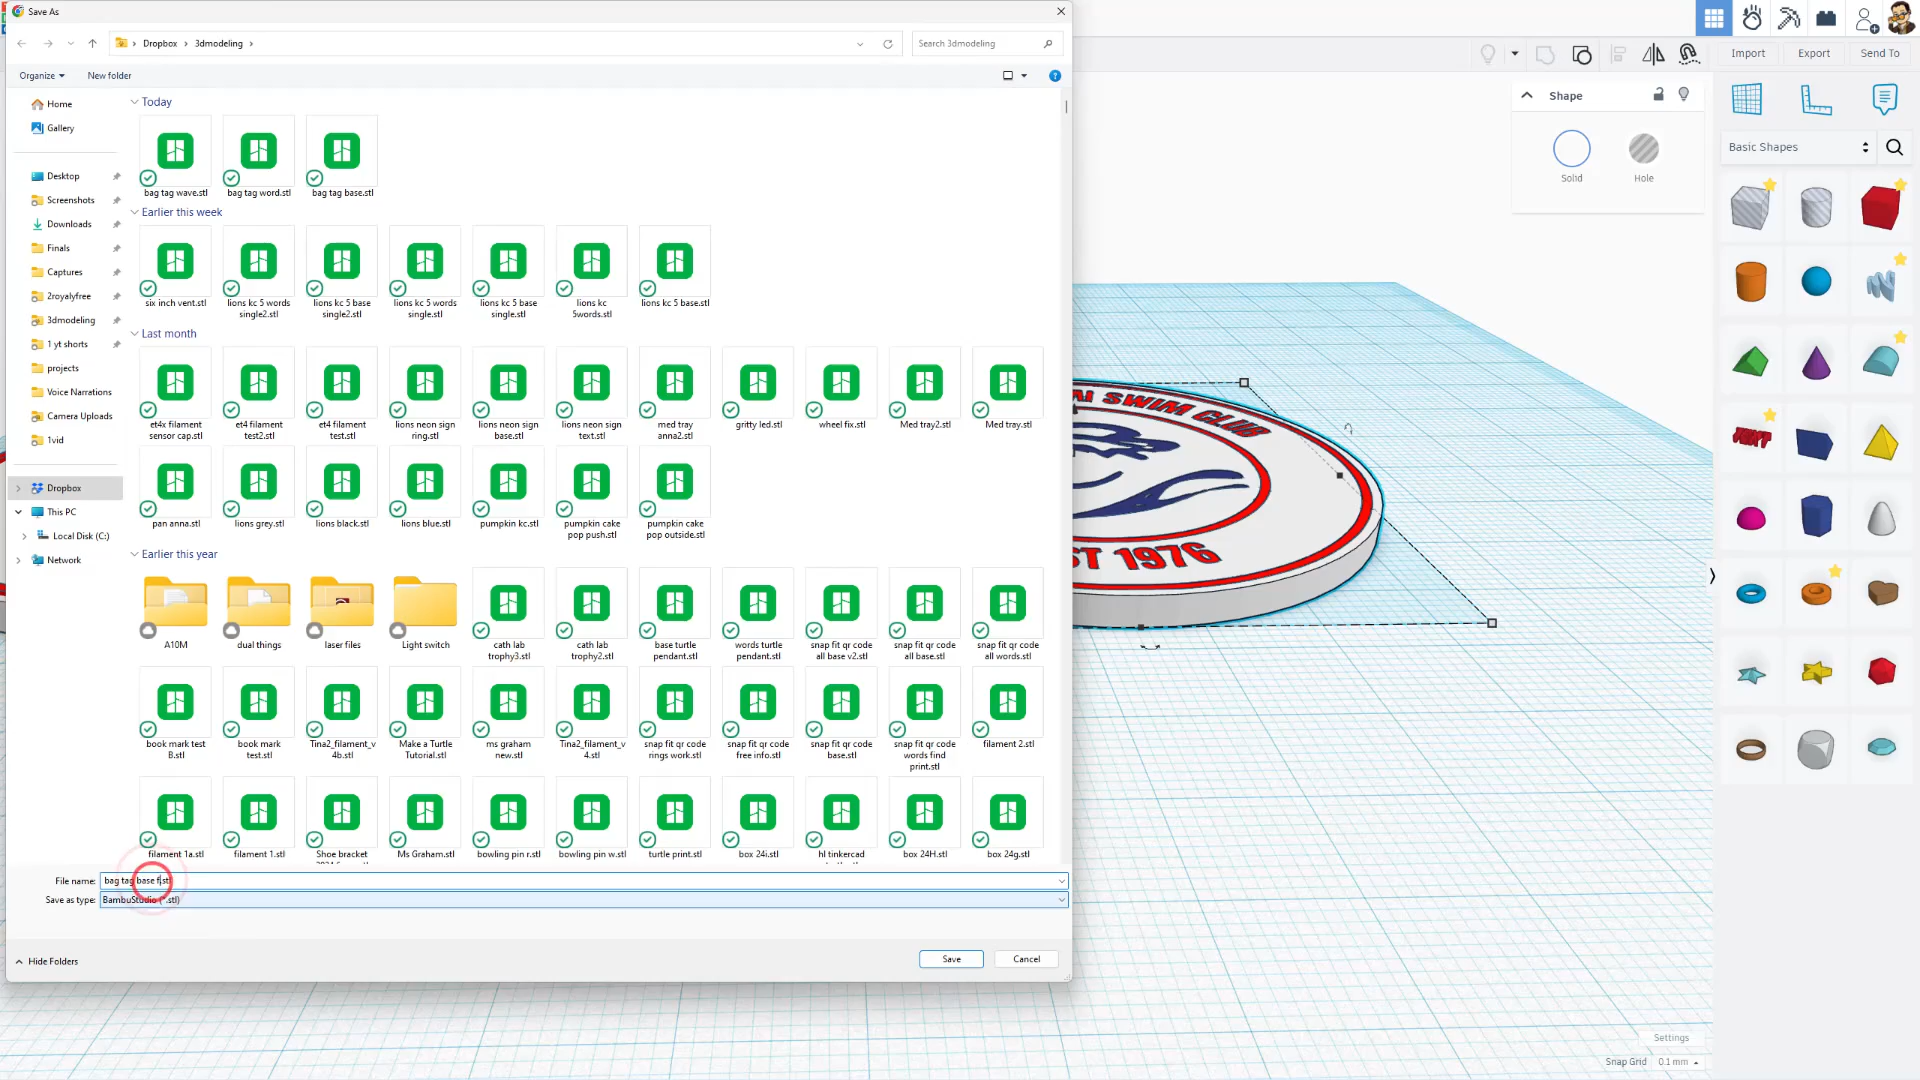 Save As
Dropbox > 3dmodeling >
Search 3dmodeling
Organize
New folder
Home
Gallery
Desktop
Screenshots
Downloads
Finals
Captures
2royalyfree
3dmodeling
1 yt shorts
projects
Voice Narrations
Camera Uploads
1vid
Dropbox
This PC
Local Disk (C:)
Network
Today
bag tag wave.stl
bag tag word.stl
bag tag base.stl
Earlier this week
six inch vent.stl
lions kc 5 words single2.stl
lions kc 5 base single2.stl
lions kc 5 words single.stl
lions kc 5 base single.stl
lions kc 5words.stl
lions kc 5 base.stl
Last month
et4x filament sensor cap.stl
et4 filament test2.stl
et4 filament test.stl
lions neon sign ring.stl
lions neon sign base.stl
lions neon sign text.stl
med tray anna2.stl
gritty led.stl
wheel fix.stl
Med tray2.stl
Med tray.stl
pan anna.stl
lions grey.stl
lions black.stl
lions blue.stl
pumpkin kc.stl
pumpkin cake pop push.stl
pumpkin cake pop outside.stl
Earlier this year
A10M
dual things
laser files
Light switch
cath lab trophy3.stl
cath lab trophy2.stl
base turtle pendant.stl
words turtle pendant.stl
snap fit qr code all base v2.stl
snap fit qr code all base.stl
snap fit qr code all words.stl
book mark test B.stl
book mark test.stl
Tina2_filament_v4b.stl
Make a Turtle Tutorial.stl
ms graham new.stl
Tina2_filament_v4.stl
snap fit qr code rings work.stl
snap fit qr code free info.stl
snap fit qr code base.stl
snap fit qr code words find print.stl
filament 2.stl
filament 1a.stl
filament 1.stl
Shoe bracket
Ms Graham.stl
bowling pin r.stl
bowling pin w.stl
turtle print.stl
box 24i.stl
hl tinkercad
box 24H.stl
box 24g.stl
File name: bag tag base f.stl
Save as type: BambuStudio (*.stl)
Hide Folders
Save
Cancel
Import
Export
Send To
Shape
Solid
Hole
Basic Shapes
SWIM CLUB
ST 1976
TEXT
Settings
Snap Grid 0.1 mm